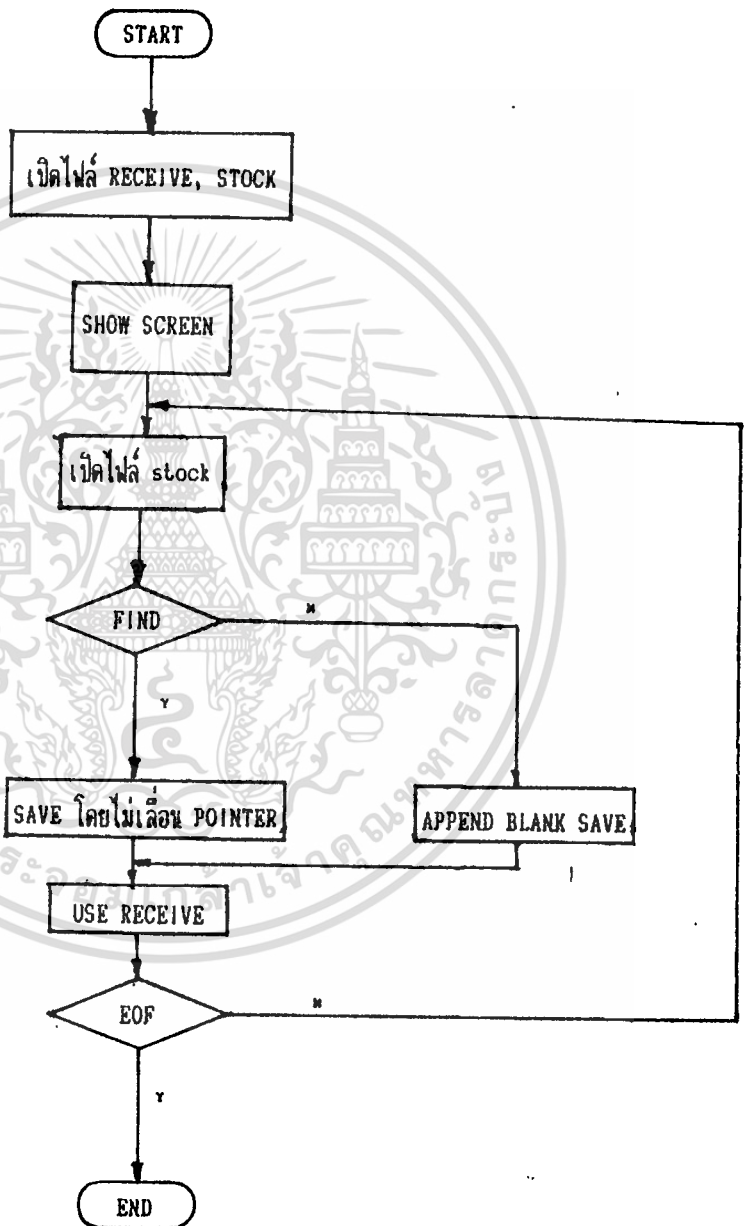 START
เปิดไฟล์ RECEIVE, STOCK
SHOW SCREEN
เปิดไฟล์ stock
FIND
N
Y
SAVE โดยไม่เลื่อน POINTER
APPEND BLANK SAVE
USE RECEIVE
EOF
N
Y
END